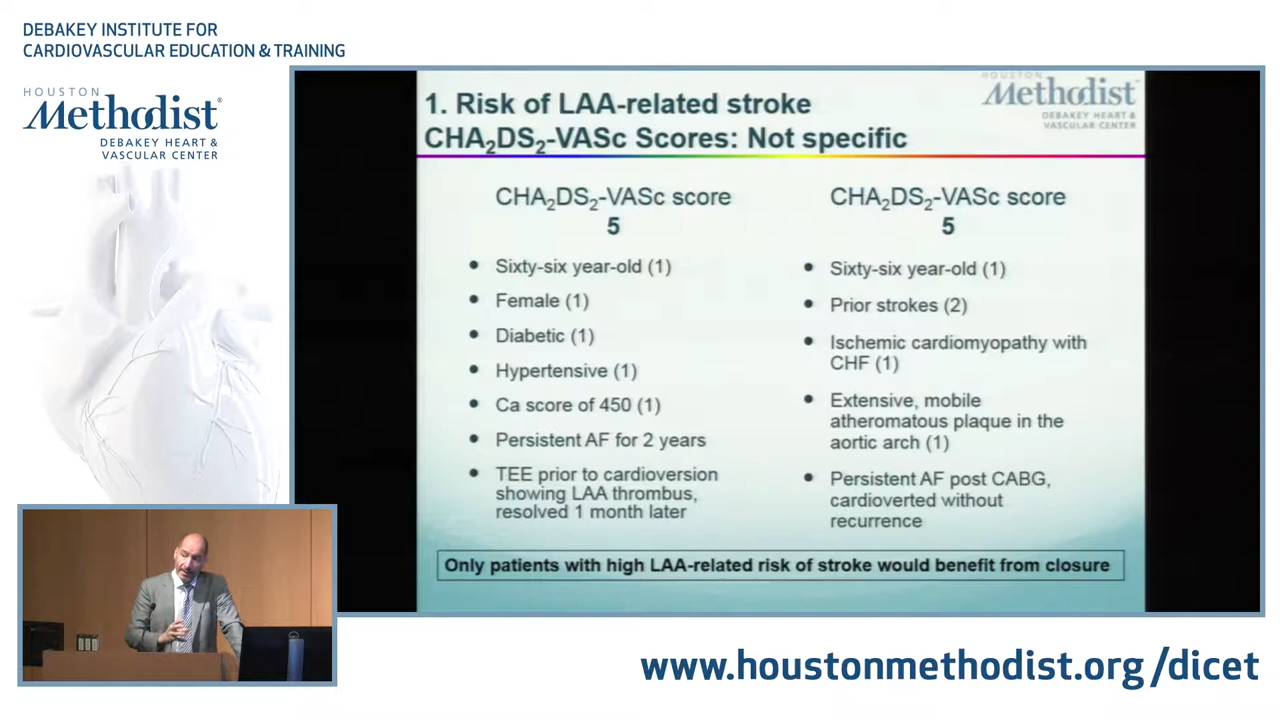 DEBAKEY INSTITUTE FOR
CARDIOVASCULAR EDUCATION & TRAINING
HOUSTON
Methodist®
DEBAKEY HEART &
VASCULAR CENTER
HOUSTON
Methodist
DEBAKEY HEART &
VASCULAR CENTER
1. Risk of LAA-related stroke
CHA₂DS₂-VASc Scores: Not specific
CHA₂DS₂-VASc score
5
• Sixty-six year-old (1)
• Female (1)
• Diabetic (1)
• Hypertensive (1)
• Ca score of 450 (1)
• Persistent AF for 2 years
• TEE prior to cardioversion
showing LAA thrombus,
resolved 1 month later
CHA₂DS₂-VASc score
5
• Sixty-six year-old (1)
• Prior strokes (2)
• Ischemic cardiomyopathy with
CHF (1)
• Extensive, mobile
atheromatous plaque in the
aortic arch (1)
• Persistent AF post CABG,
cardioverted without
recurrence
Only patients with high LAA-related risk of stroke would benefit from closure
www.houstonmethodist.org/dicet